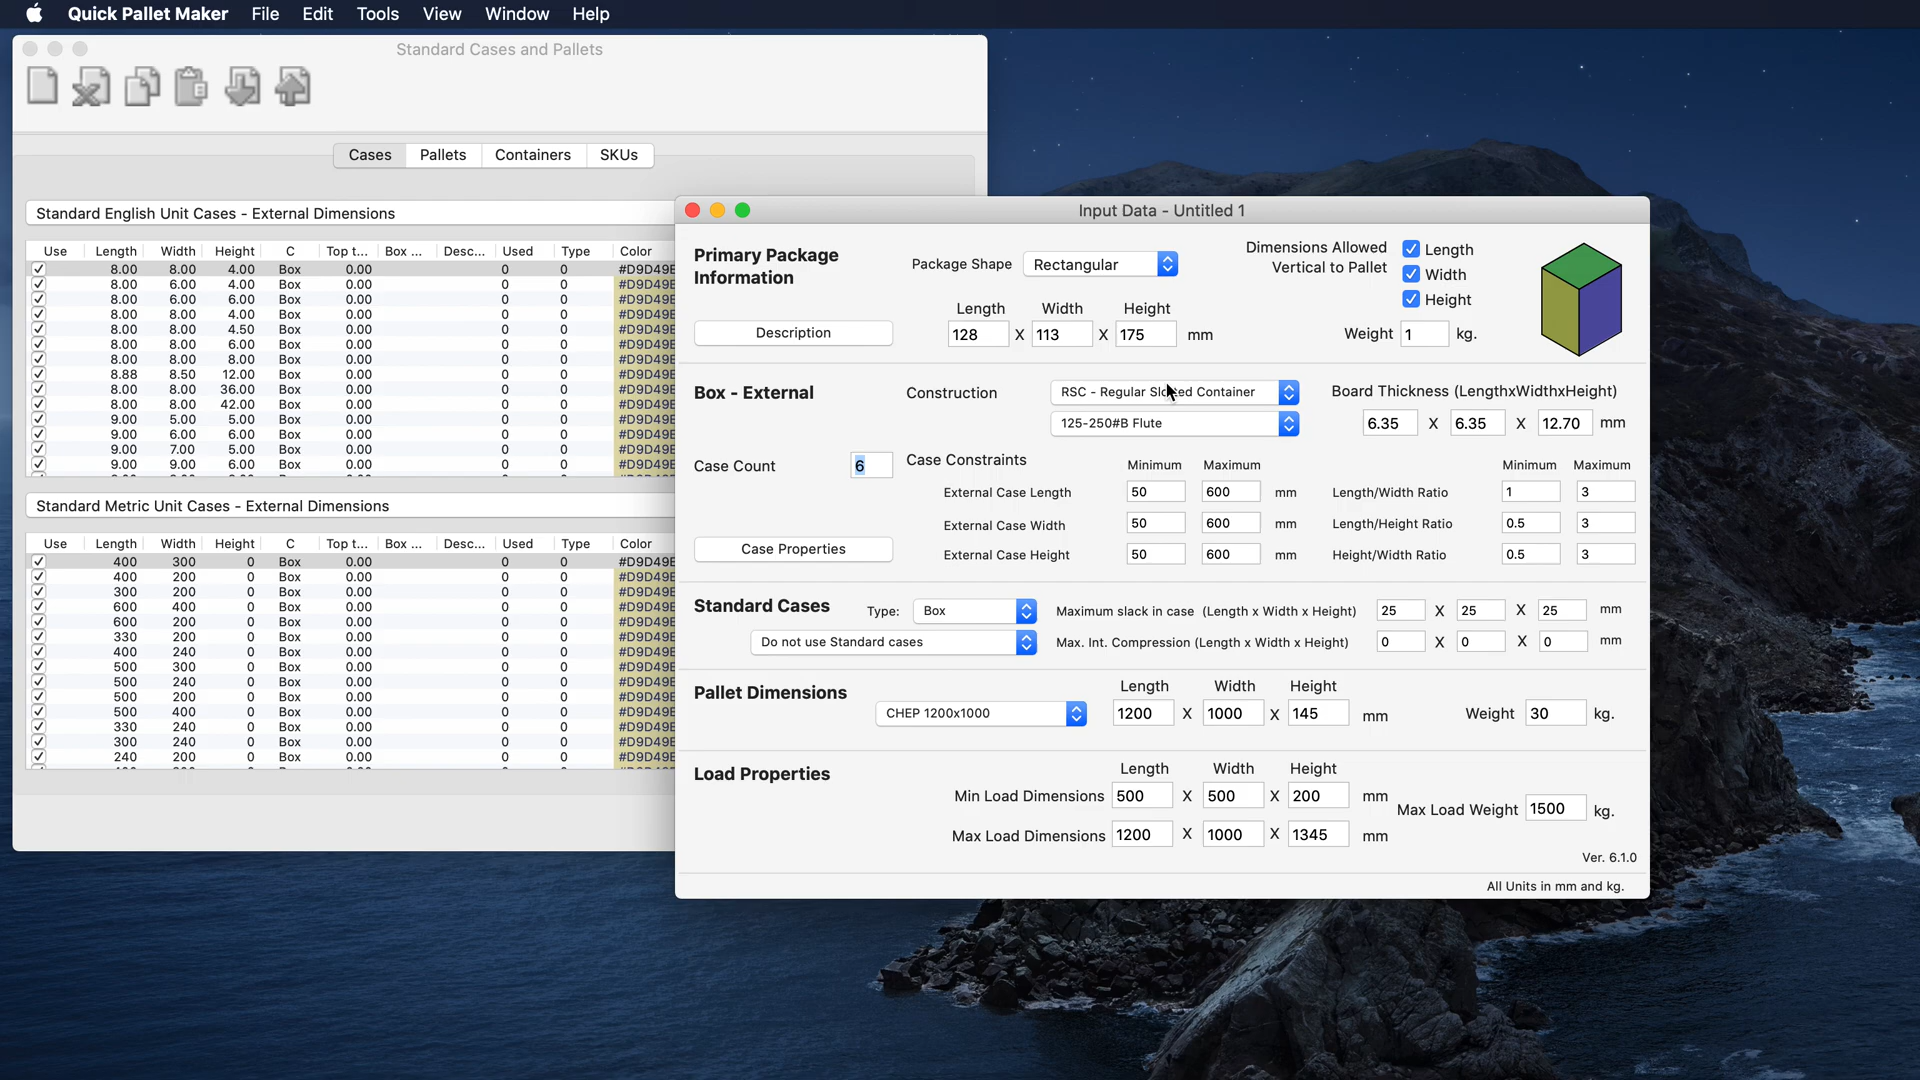 Quick Pallet Maker File Edit Tools View Window Help
Standard Cases and Pallets
Cases Pallets Containers SKUs
Standard English Unit Cases - External Dimensions
Use Length Width Height C Top t... Box ... Desc... Used Type Color
8.00 8.00 4.00 Box 0.00 0 0 #D9D49E
8.00 6.00 4.00 Box 0.00 0 0 #D9D49E
8.00 6.00 6.00 Box 0.00 0 0 #D9D49E
8.00 8.00 4.00 Box 0.00 0 0 #D9D49E
8.00 8.00 4.50 Box 0.00 0 0 #D9D49E
8.00 8.00 6.00 Box 0.00 0 0 #D9D49E
8.00 8.00 8.00 Box 0.00 0 0 #D9D49E
8.88 8.50 12.00 Box 0.00 0 0 #D9D49E
8.00 8.00 36.00 Box 0.00 0 0 #D9D49E
8.00 8.00 42.00 Box 0.00 0 0 #D9D49E
9.00 5.00 5.00 Box 0.00 0 0 #D9D49E
9.00 6.00 6.00 Box 0.00 0 0 #D9D49E
9.00 7.00 5.00 Box 0.00 0 0 #D9D49E
9.00 9.00 6.00 Box 0.00 0 0 #D9D49E
Standard Metric Unit Cases - External Dimensions
Use Length Width Height C Top t... Box ... Desc... Used Type Color
400 300 0 Box 0.00 0 0 #D9D49E
400 200 0 Box 0.00 0 0 #D9D49E
300 200 0 Box 0.00 0 0 #D9D49E
600 400 0 Box 0.00 0 0 #D9D49E
600 200 0 Box 0.00 0 0 #D9D49E
330 200 0 Box 0.00 0 0 #D9D49E
400 240 0 Box 0.00 0 0 #D9D49E
500 300 0 Box 0.00 0 0 #D9D49E
500 240 0 Box 0.00 0 0 #D9D49E
500 200 0 Box 0.00 0 0 #D9D49E
500 400 0 Box 0.00 0 0 #D9D49E
330 240 0 Box 0.00 0 0 #D9D49E
300 240 0 Box 0.00 0 0 #D9D49E
240 200 0 Box 0.00 0 0 #D9D49E
Input Data - Untitled 1
Primary Package
Information
Package Shape Rectangular
Dimensions Allowed
Vertical to Pallet
Length
Width
Height
Length Width Height
Description
128 X 113 X 175 mm
Weight 1 kg.
Box - External
Construction RSC - Regular Slotted Container
125-250#B Flute
Board Thickness (LengthxWidthxHeight)
6.35 X 6.35 X 12.70 mm
Case Count 6
Case Constraints
Minimum Maximum Minimum Maximum
External Case Length 50 600 mm Length/Width Ratio 1 3
External Case Width 50 600 mm Length/Height Ratio 0.5 3
Case Properties
External Case Height 50 600 mm Height/Width Ratio 0.5 3
Standard Cases Type: Box Maximum slack in case (Length x Width x Height) 25 X 25 X 25 mm
Do not use Standard cases Max. Int. Compression (Length x Width x Height) 0 X 0 X 0 mm
Pallet Dimensions
Length Width Height
CHEP 1200x1000 1200 X 1000 X 145 mm Weight 30 kg.
Load Properties
Length Width Height
Min Load Dimensions 500 X 500 X 200 mm
Max Load Weight 1500 kg.
Max Load Dimensions 1200 X 1000 X 1345 mm
Ver. 6.1.0
All Units in mm and kg.